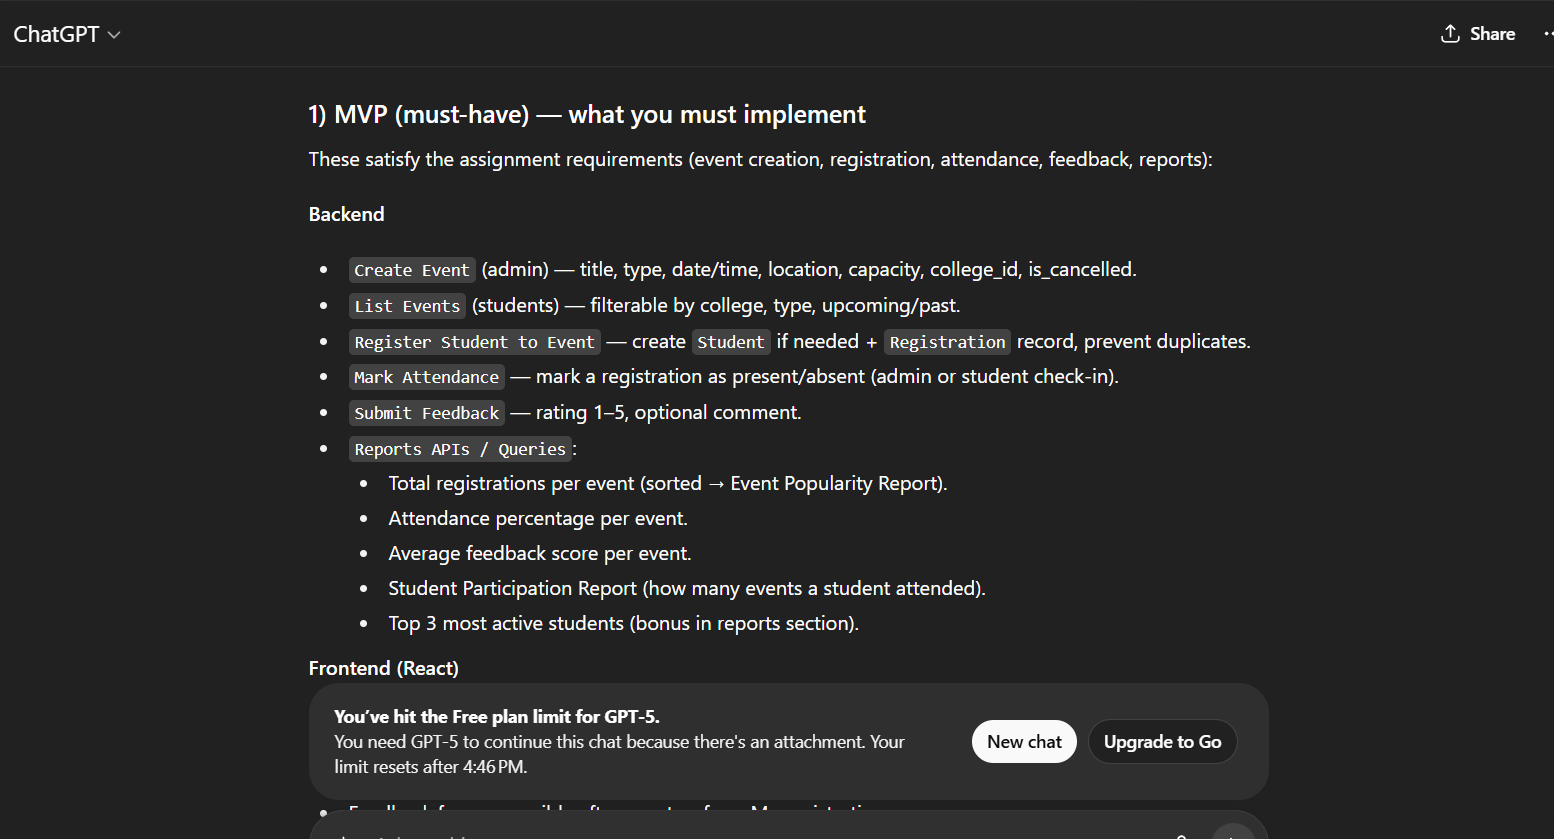 ChatGPT
Share
1) MVP (must-have) — what you must implement
These satisfy the assignment requirements (event creation, registration, attendance, feedback, reports):
Backend
Create Event (admin) — title, type, date/time, location, capacity, college_id, is_cancelled.
List Events (students) — filterable by college, type, upcoming/past.
Register Student to Event — create Student if needed + Registration record, prevent duplicates.
Mark Attendance — mark a registration as present/absent (admin or student check-in).
Submit Feedback — rating 1–5, optional comment.
Reports APIs / Queries:
Total registrations per event (sorted → Event Popularity Report).
Attendance percentage per event.
Average feedback score per event.
Student Participation Report (how many events a student attended).
Top 3 most active students (bonus in reports section).
Frontend (React)
You’ve hit the Free plan limit for GPT-5.
You need GPT-5 to continue this chat because there's an attachment. Your
limit resets after 4:46 PM.
New chat
Upgrade to Go